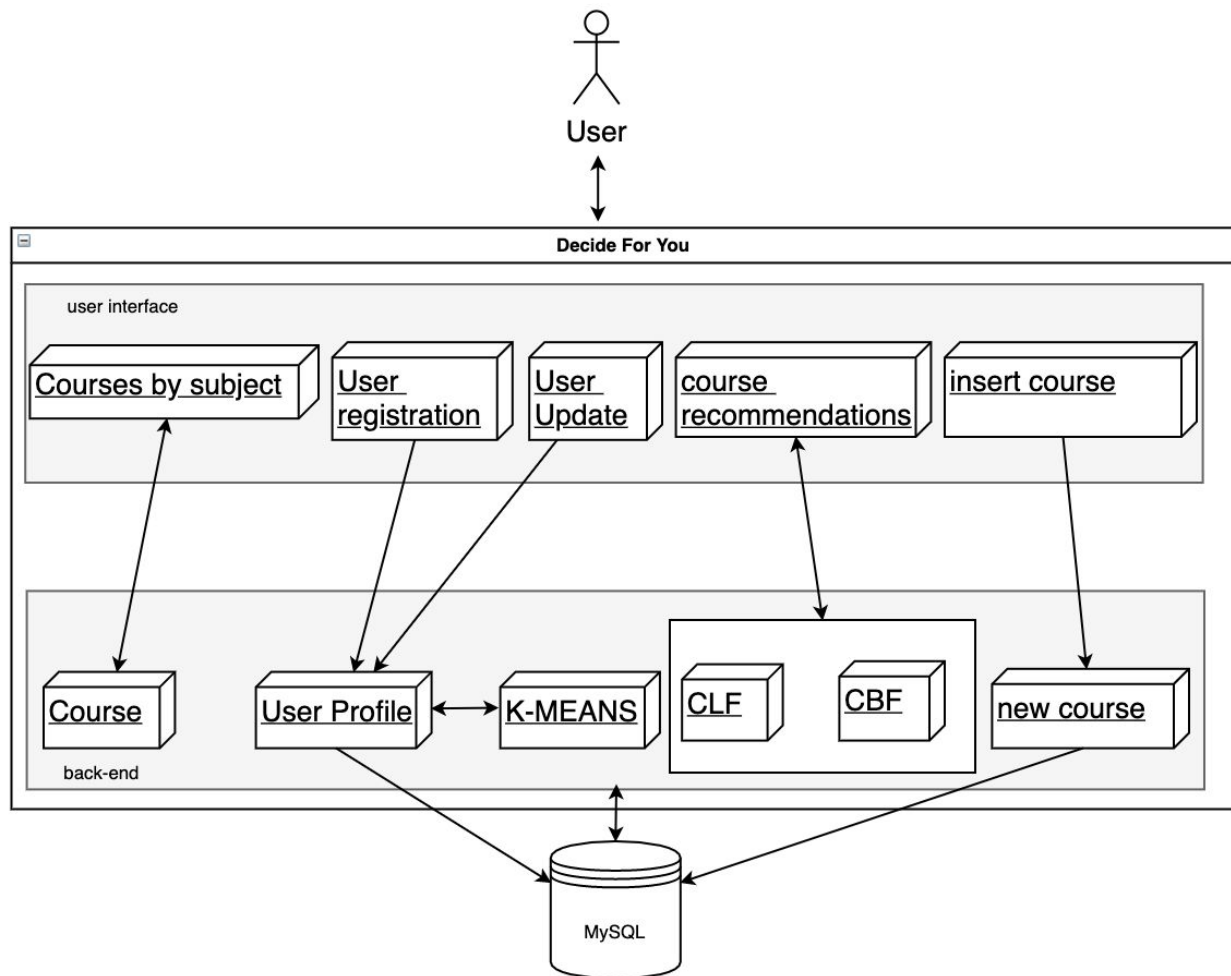 User
Decide For You
user interface
Courses by subject
User
registration
User
Update
course
recommendations
insert course
Course
User Profile
K-MEANS
CLF
CBF
new course
back-end
MySQL